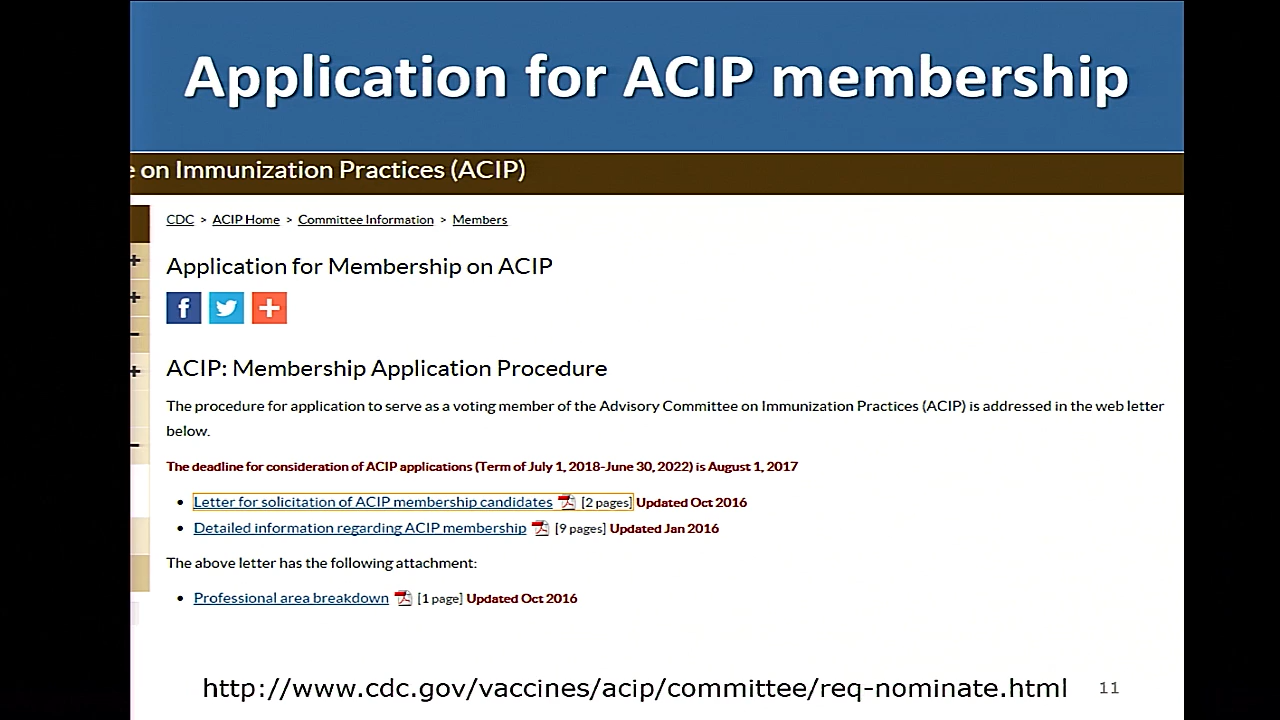 Application for ACIP membership
e on Immunization Practices (ACIP)
CDC > ACIP Home > Committee Information > Members
Application for Membership on ACIP
f
ACIP: Membership Application Procedure
The procedure for application to serve as a voting member of the Advisory Committee on Immunization Practices (ACIP) is addressed in the web letter
below.
The deadline for consideration of ACIP applications (Term of July 1, 2018-June 30, 2022) is August 1, 2017
• Letter for solicitation of ACIP membership candidates [2 pages] Updated Oct 2016
• Detailed information regarding ACIP membership [9 pages] Updated Jan 2016
The above letter has the following attachment:
• Professional area breakdown [1 page] Updated Oct 2016
http://www.cdc.gov/vaccines/acip/committee/req-nominate.html 11